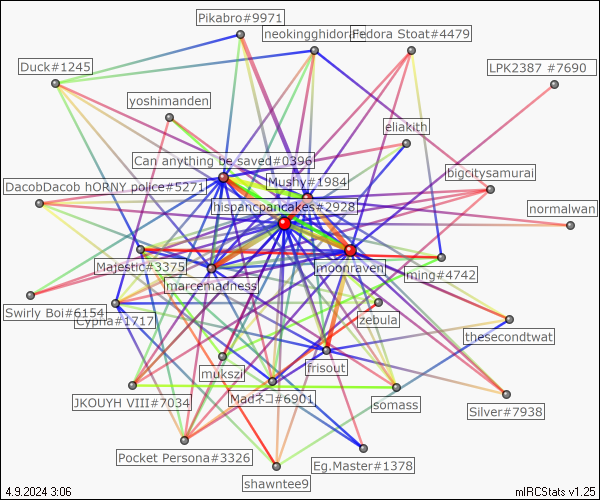 Pikabro#9971
neokingghidora
Fedora Stoat#4479
Duck#1245
LPK2387 #7690
yoshimanden
eliakith
Can anything be saved#0396
bigcitysamurai
Mushy#1984
DacobDacob hORNY police#5271
hispancpancakes#2928
normalwan
Majestic#3375
moonraven
ming#4742
marcemadness
Swirly Boi#6154
Cypha#1717
zebula
thesecondtwat
frisout
mukszi
JKOUYH VIII#7034
Madネコ#6901
somass
Silver#7938
Pocket Persona#3326
Eg.Master#1378
shawntee9
4.9.2024 3:06
mIRCStats v1.25